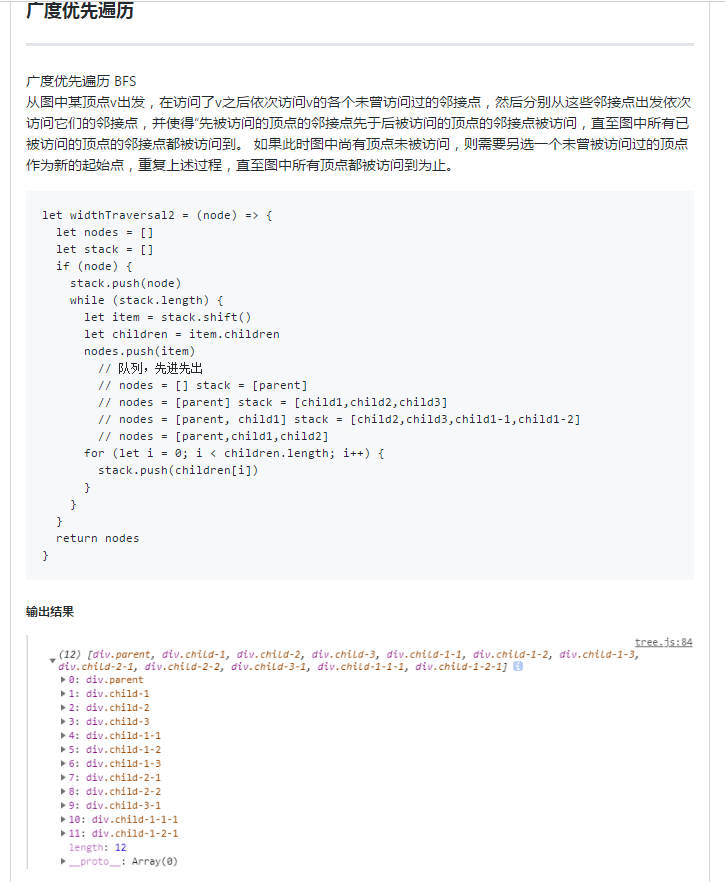 广度优先遍历
广度优先遍历 BFS
从图中某顶点v出发，在访问了v之后依次访问v的各个未曾访问过的邻接点，然后分别从这些邻接点出发依次
访问它们的邻接点，并使得“先被访问的顶点的邻接点先于后被访问的顶点的邻接点被访问，直至图中所有已
被访问的顶点的邻接点都被访问到。 如果此时图中尚有顶点未被访问，则需要另选一个未曾被访问过的顶点
作为新的起始点，重复上述过程，直至图中所有顶点都被访问到为止。
let widthTraversal2 = (node) => {
  let nodes = []
  let stack = []
  if (node) {
    stack.push(node)
    while (stack.length) {
      let item = stack.shift()
      let children = item.children
      nodes.push(item)
        // 队列，先进先出
        // nodes = [] stack = [parent]
        // nodes = [parent] stack = [child1,child2,child3]
        // nodes = [parent, child1] stack = [child2,child3,child1-1,child1-2]
        // nodes = [parent,child1,child2]
      for (let i = 0; i < children.length; i++) {
        stack.push(children[i])
      }
    }
  }
  return nodes
}
输出结果
tree.js:84
(12) [div.parent, div.child-1, div.child-2, div.child-3, div.child-1-1, div.child-1-2, div.child-1-3,
div.child-2-1, div.child-2-2, div.child-3-1, div.child-1-1-1, div.child-1-2-1]
0: div.parent
1: div.child-1
2: div.child-2
3: div.child-3
4: div.child-1-1
5: div.child-1-2
6: div.child-1-3
7: div.child-2-1
8: div.child-2-2
9: div.child-3-1
10: div.child-1-1-1
11: div.child-1-2-1
length: 12
__proto__: Array(0)